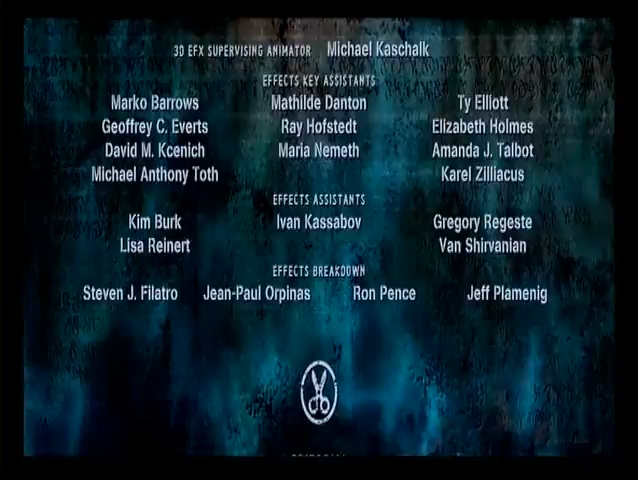 3D EFX SUPERVISING ANIMATOR Michael Kaschalk
EFFECTS KEY ASSISTANTS
Marko Barrows Mathilde Danton Ty Elliott
Geoffrey C. Everts Ray Hofstedt Elizabeth Holmes
David M. Kcenich Maria Nemeth Amanda J. Talbot
Michael Anthony Toth Karel Zilliacus
EFFECTS ASSISTANTS
Kim Burk Ivan Kassabov Gregory Regeste
Lisa Reinert Van Shirvanian
EFFECTS BREAKDOWN
Steven J. Filatro Jean-Paul Orpinas Ron Pence Jeff Plamenig